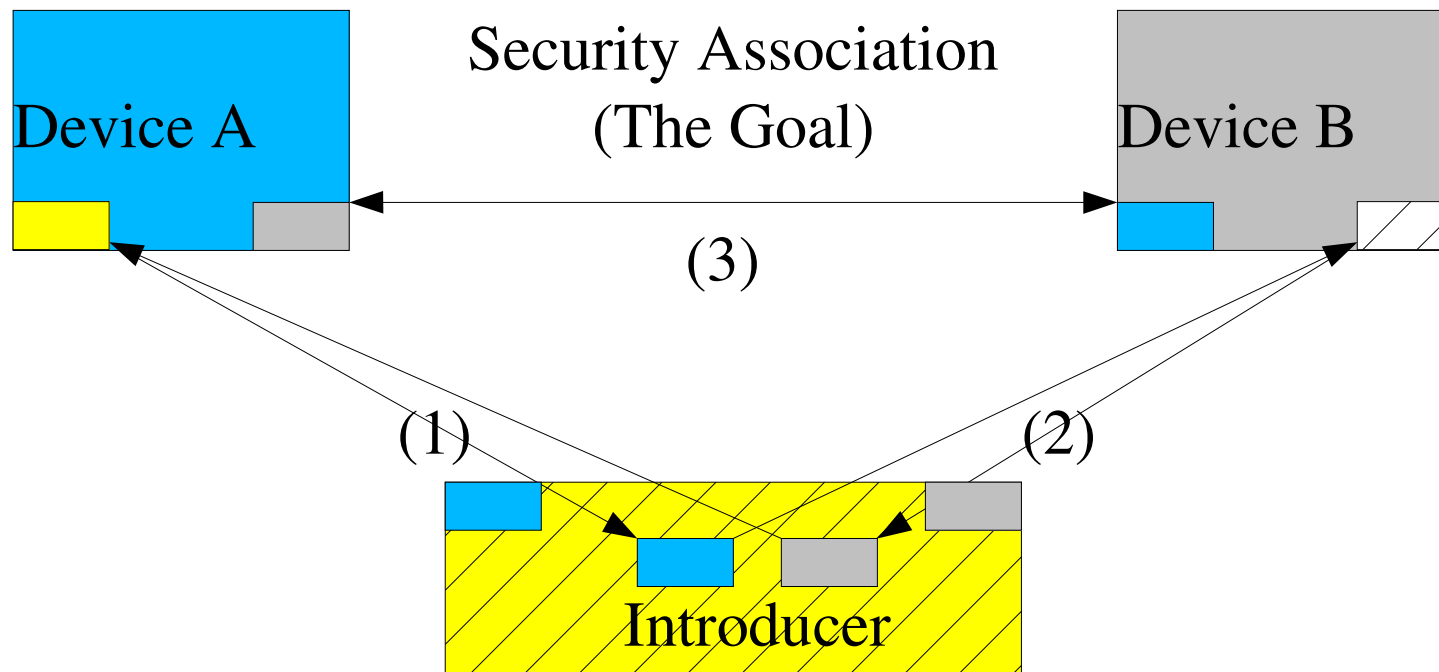 Security Association
(The Goal)
Device A
Device B
(3)
(1)
(2)
Introducer